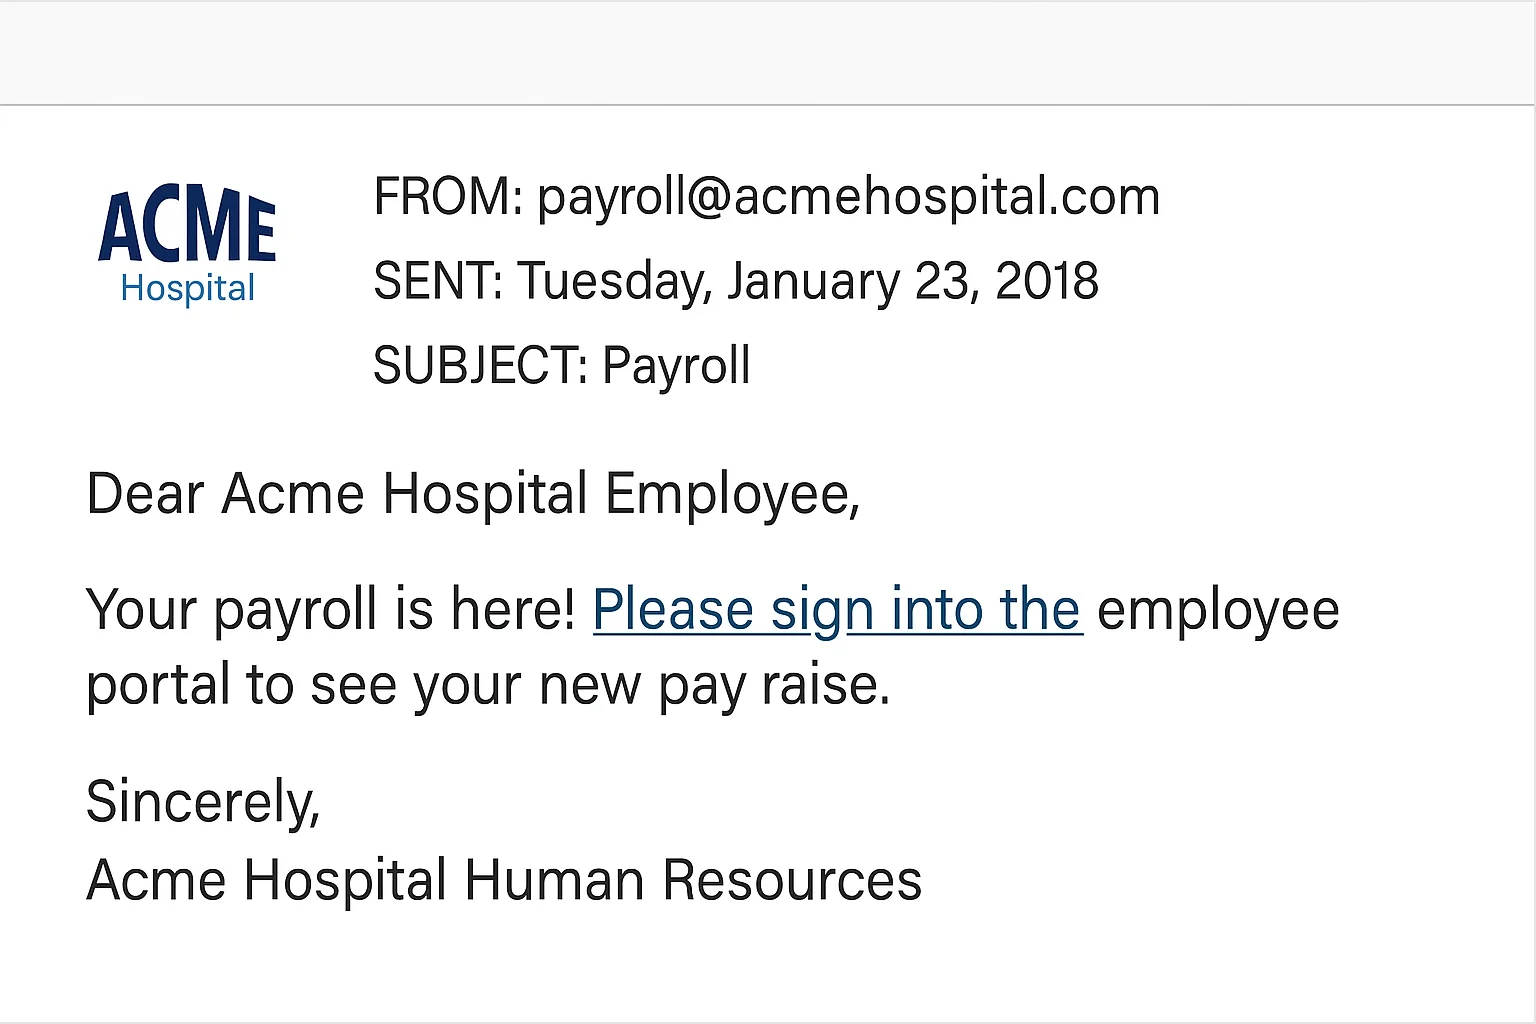 ACME
Hospital
FROM: payroll@acmehospital.com
SENT: Tuesday, January 23, 2018
SUBJECT: Payroll
Dear Acme Hospital Employee,
Your payroll is here! Please sign into the employee
portal to see your new pay raise.
Sincerely,
Acme Hospital Human Resources